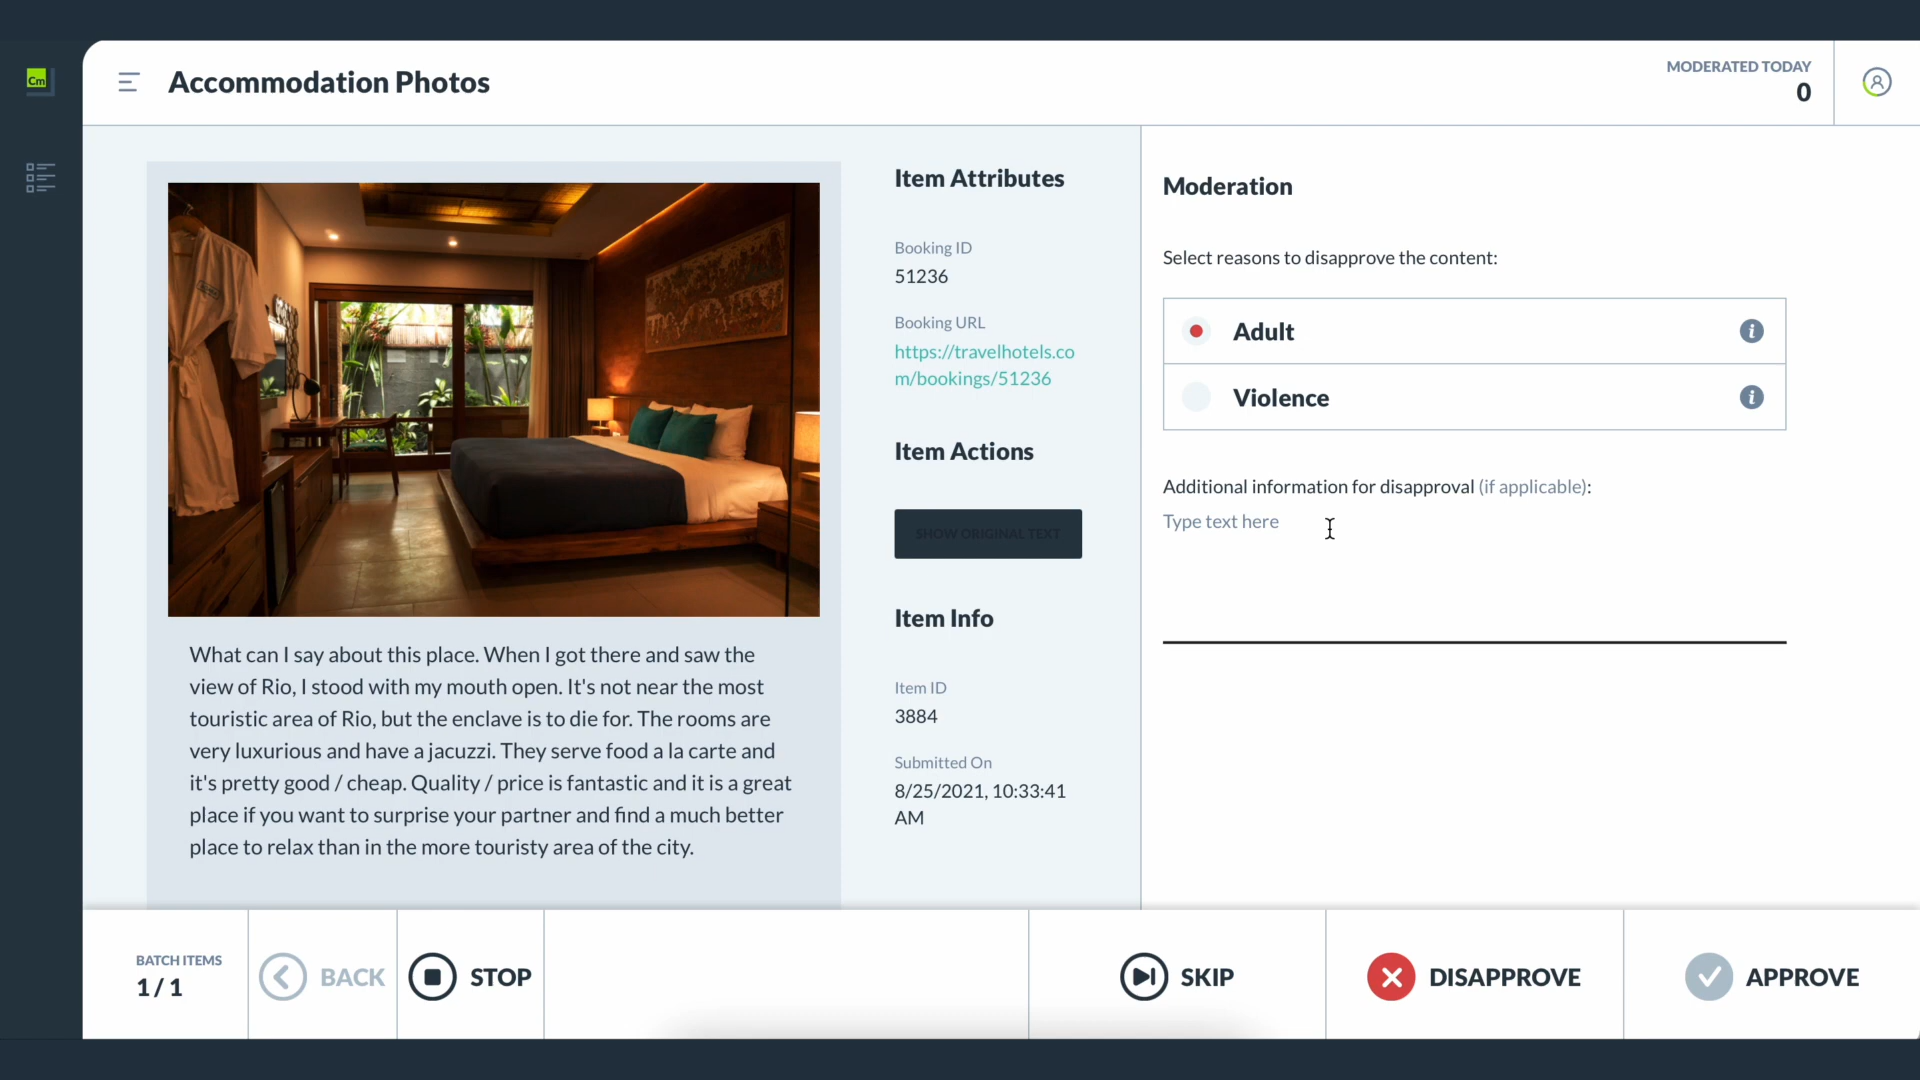 Cm
Accommodation Photos
MODERATED TODAY
0
Item Attributes
Booking ID
51236
Booking URL
https://travelhotels.co
m/bookings/51236
Item Actions
SHOW ORIGINAL TEXT
Item Info
Item ID
3884
Submitted On
8/25/2021, 10:33:41
AM
What can I say about this place. When I got there and saw the
view of Rio, I stood with my mouth open. It's not near the most
touristic area of Rio, but the enclave is to die for. The rooms are
very luxurious and have a jacuzzi. They serve food a la carte and
it's pretty good / cheap. Quality / price is fantastic and it is a great
place if you want to surprise your partner and find a much better
place to relax than in the more touristy area of the city.
Moderation
Select reasons to disapprove the content:
Adult
Violence
Additional information for disapproval (if applicable):
Type text here
BATCH ITEMS
1 / 1
BACK
STOP
SKIP
DISAPPROVE
APPROVE